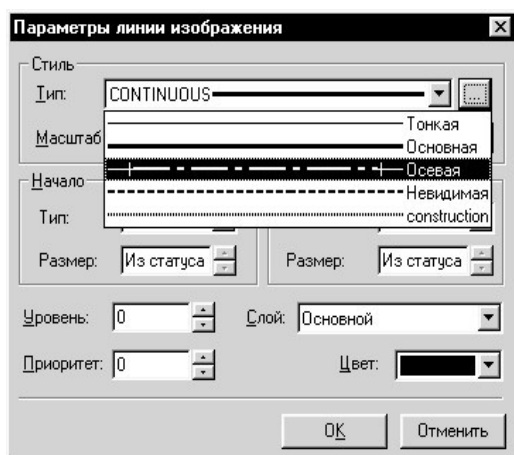 Параметры линии изображения
Стиль
Тип: CONTINUOUS ...
Масштаб
Тонкая
Основная
Осевая
Невидимая
construction
Начало
Тип:
Размер: Из статуса Размер: Из статуса
Уровень: 0 Слой: Основной
Приоритет: 0 Цвет:
OK Отменить